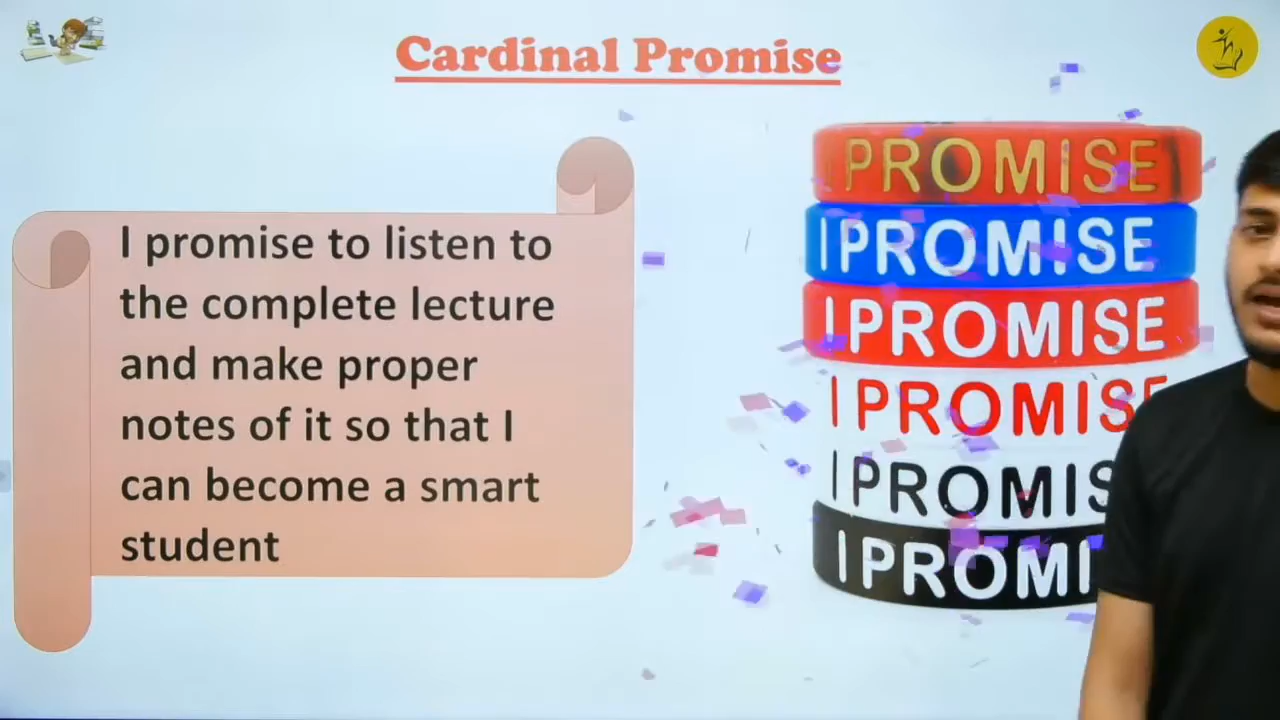 Cardinal Promise
I promise to listen to
the complete lecture
and make proper
notes of it so that I
can become a smart
student
I PROMISE
I PROMISE
I PROMISE
I PROMISE
I PROMIS
I PROMI